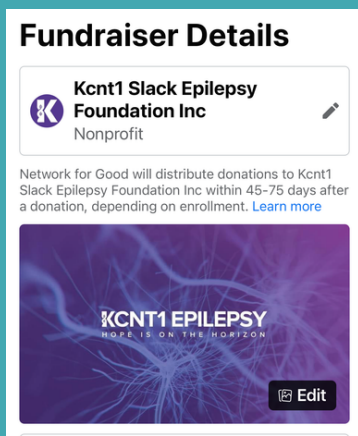 Fundraiser Details
Kcnt1 Slack Epilepsy
Foundation Inc
Nonprofit
Network for Good will distribute donations to Kcnt1
Slack Epilepsy Foundation Inc within 45-75 days after
a donation, depending on enrollment. Learn more
KCNT1 EPILEPSY
HOPE IS ON THE HORIZON
Edit